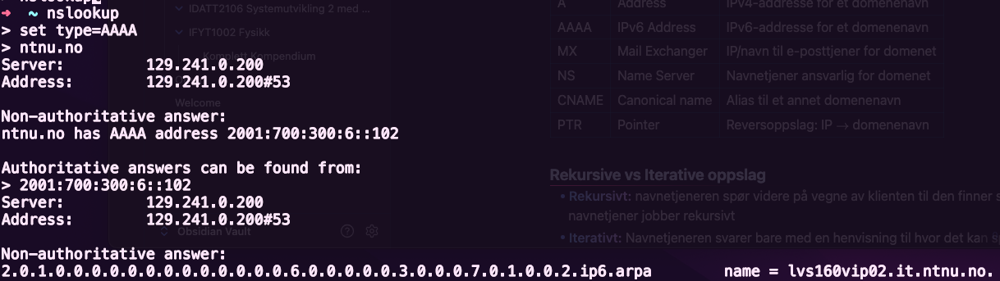 nslookup
➜ ~ nslookup
> set type=AAAA
> ntnu.no
Server: 129.241.0.200
Address: 129.241.0.200#53
Non-authoritative answer:
ntnu.no has AAAA address 2001:700:300:6::102
Authoritative answers can be found from:
> 2001:700:300:6::102
Server: 129.241.0.200
Address: 129.241.0.200#53
Non-authoritative answer:
2.0.1.0.0.0.0.0.0.0.0.0.0.0.0.0.6.0.0.0.0.0.3.0.0.0.7.0.1.0.0.2.ip6.arpa name = lvs160vip02.it.ntnu.no.
IDATT2106 Systemutvikling 2 med ...
IFYT1002 Fysikk
Komplett Kompendium
Welcome
Obsidian Vault
A Address IPv4-addresse for et domenenavn
AAAA IPv6 Address IPv6-addresse for et domenenavn
MX Mail Exchanger IP/navn til e-posttjener for domenet
NS Name Server Navnetjener ansvarlig for domenet
CNAME Canonical name Alias til et annet domenenavn
PTR Pointer Reversoppslag: IP → domenenavn
Rekursive vs Iterative oppslag
• Rekursivt: navnetjeneren spør videre på vegne av klienten til den finner s
navnetjener jobber rekursivt
• Iterativt: Navnetjeneren svarer bare med en henvisning til hvor det kan